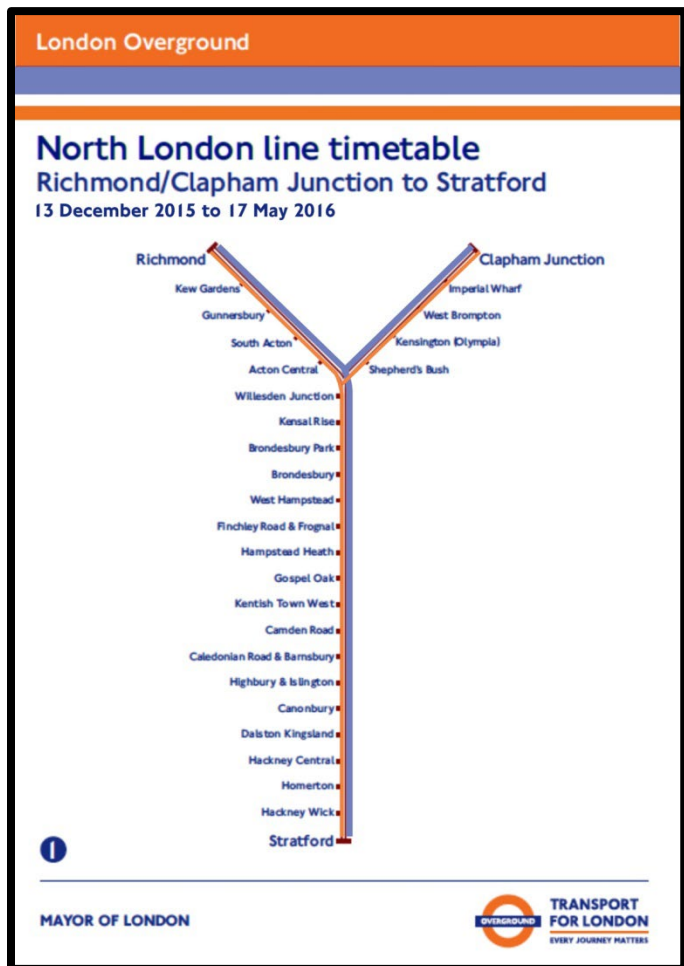 London Overground
North London line timetable
Richmond/Clapham Junction to Stratford
13 December 2015 to 17 May 2016
Richmond
Clapham Junction
Kew Gardens
Imperial Wharf
Gunnersbury
West Brompton
South Acton
Kensington (Olympia)
Acton Central
Shepherd's Bush
Willesden Junction
Kensal Rise
Brondesbury Park
Brondesbury
West Hampstead
Finchley Road & Frognal
Hampstead Heath
Gospel Oak
Kentish Town West
Camden Road
Caledonian Road & Barnsbury
Highbury & Islington
Canonbury
Dalston Kingsland
Hackney Central
Homerton
Hackney Wick
Stratford
1
MAYOR OF LONDON
OVERGROUND
TRANSPORT
FOR LONDON
EVERY JOURNEY MATTERS